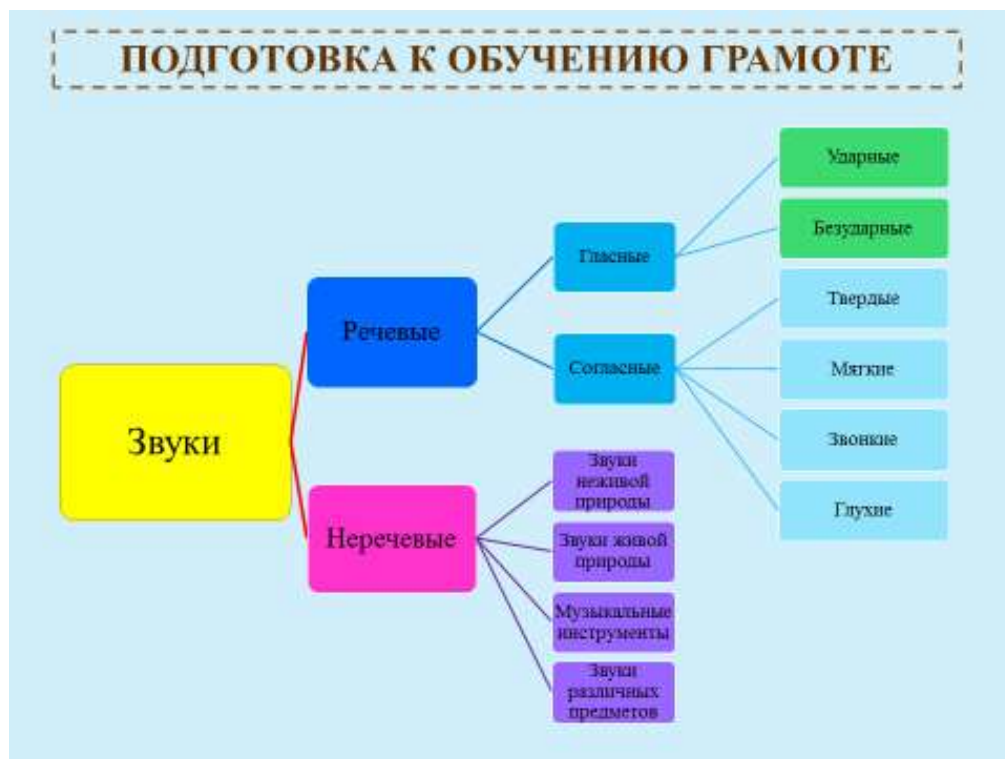 ПОДГОТОВКА К ОБУЧЕНИЮ ГРАМОТЕ
Звуки
Речевые
Гласные
Ударные
Безударные
Согласные
Твердые
Мягкие
Звонкие
Глухие
Неречевые
Звуки
неживой
природы
Звуки живой
природы
Музыкальные
инструменты
Звуки
различных
предметов